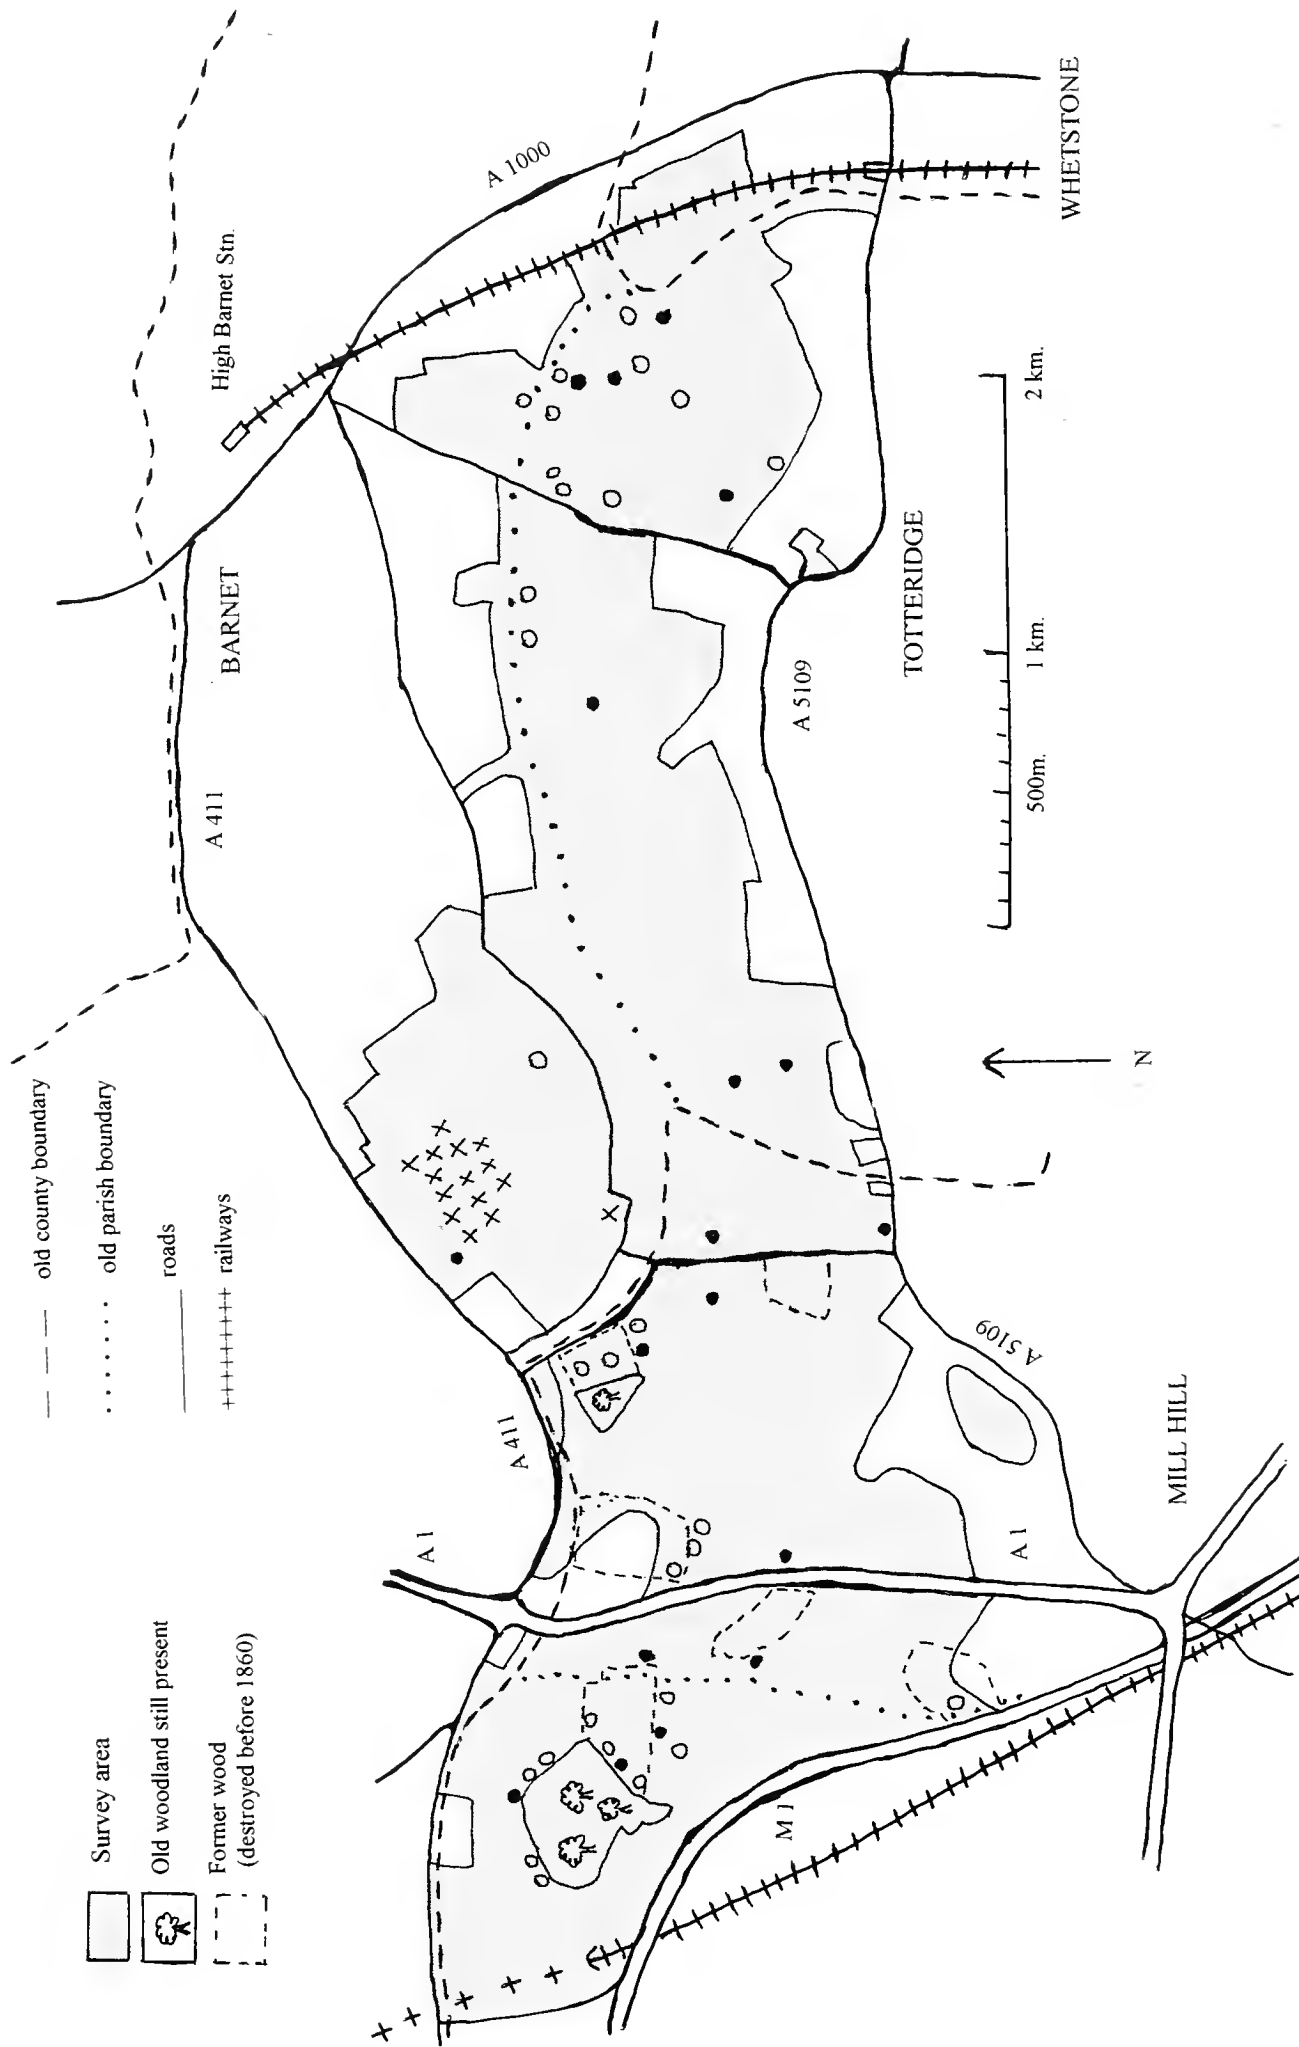 Survey area
Old woodland still present
Former wood
(destroyed before 1860)
old county boundary
old parish boundary
roads
railways
High Barnet Stn.
A 1000
BARNET
A 411
A 411
A 1
A 5109
A 5109
A 1
M 1
MILL HILL
TOTTERIDGE
WHETSTONE
N
500m.
1 km.
2 km.